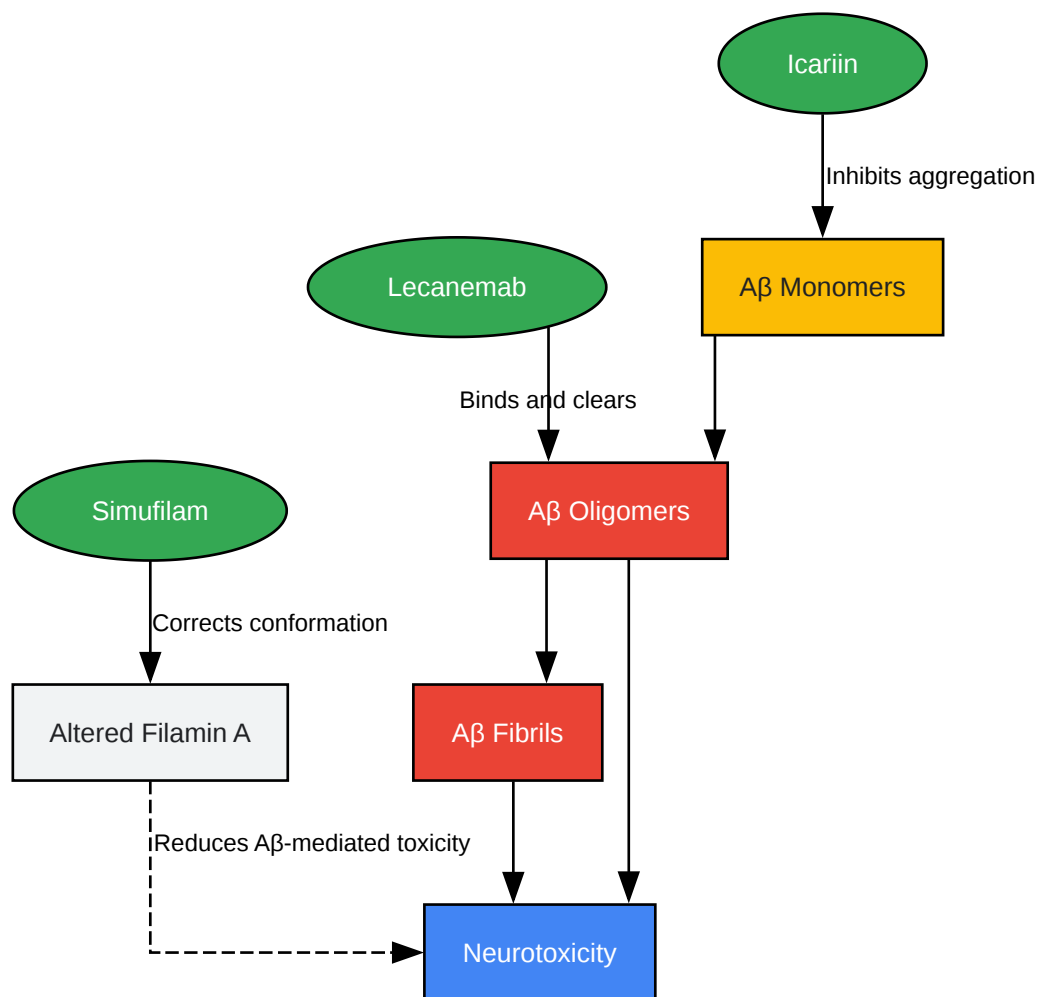 Icariin
Inhibits aggregation
Lecanemab
Aβ Monomers
Binds and clears
Simufilam
Aβ Oligomers
Corrects conformation
Altered Filamin A
Aβ Fibrils
Reduces Aβ-mediated toxicity
Neurotoxicity